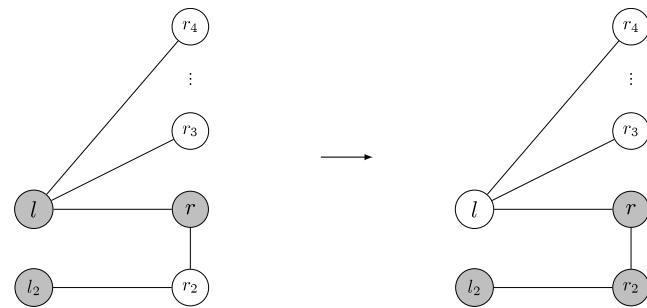 r₄ r₄
⋮ ⋮
r₃ r₃
l r l r
l₂ r₂ l₂ r₂